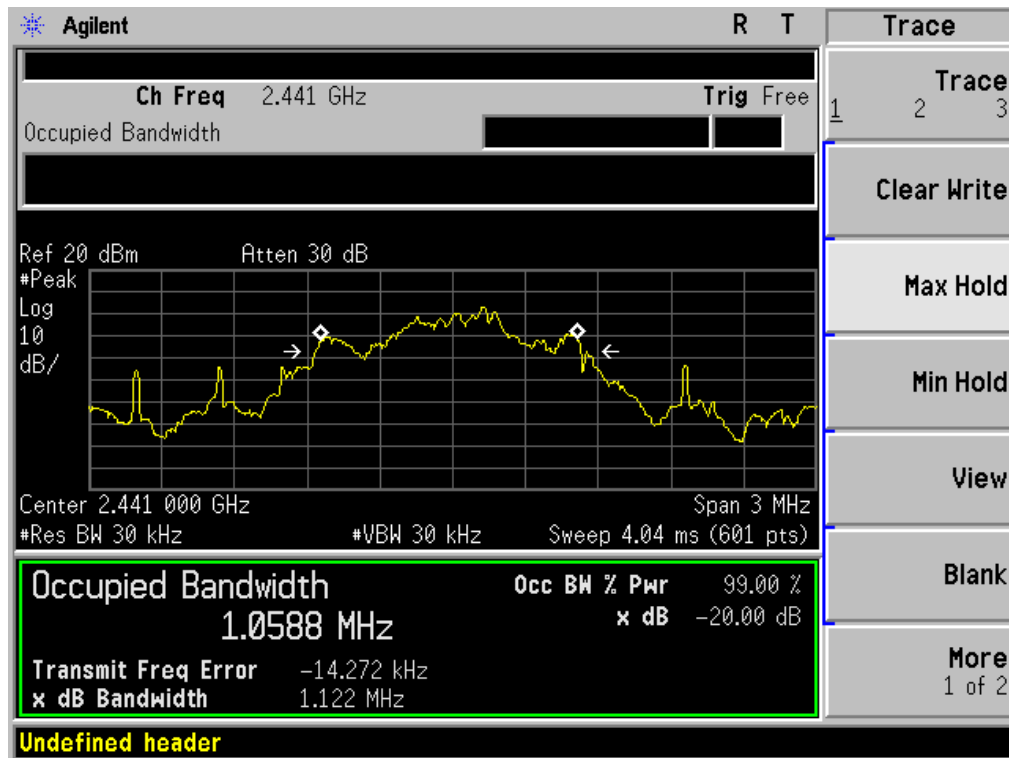 Agilent R T Trace
Ch Freq 2.441 GHz Trig Free
Occupied Bandwidth
Trace
1 2 3
Clear Write
Ref 20 dBm Atten 30 dB
#Peak
Log
10
dB/
Max Hold
Min Hold
View
Center 2.441 000 GHz Span 3 MHz
#Res BW 30 kHz #VBW 30 kHz Sweep 4.04 ms (601 pts)
Occupied Bandwidth Occ BW % Pwr 99.00 %
1.0588 MHz x dB -20.00 dB
Transmit Freq Error -14.272 kHz
x dB Bandwidth 1.122 MHz
Blank
More
1 of 2
Undefined header